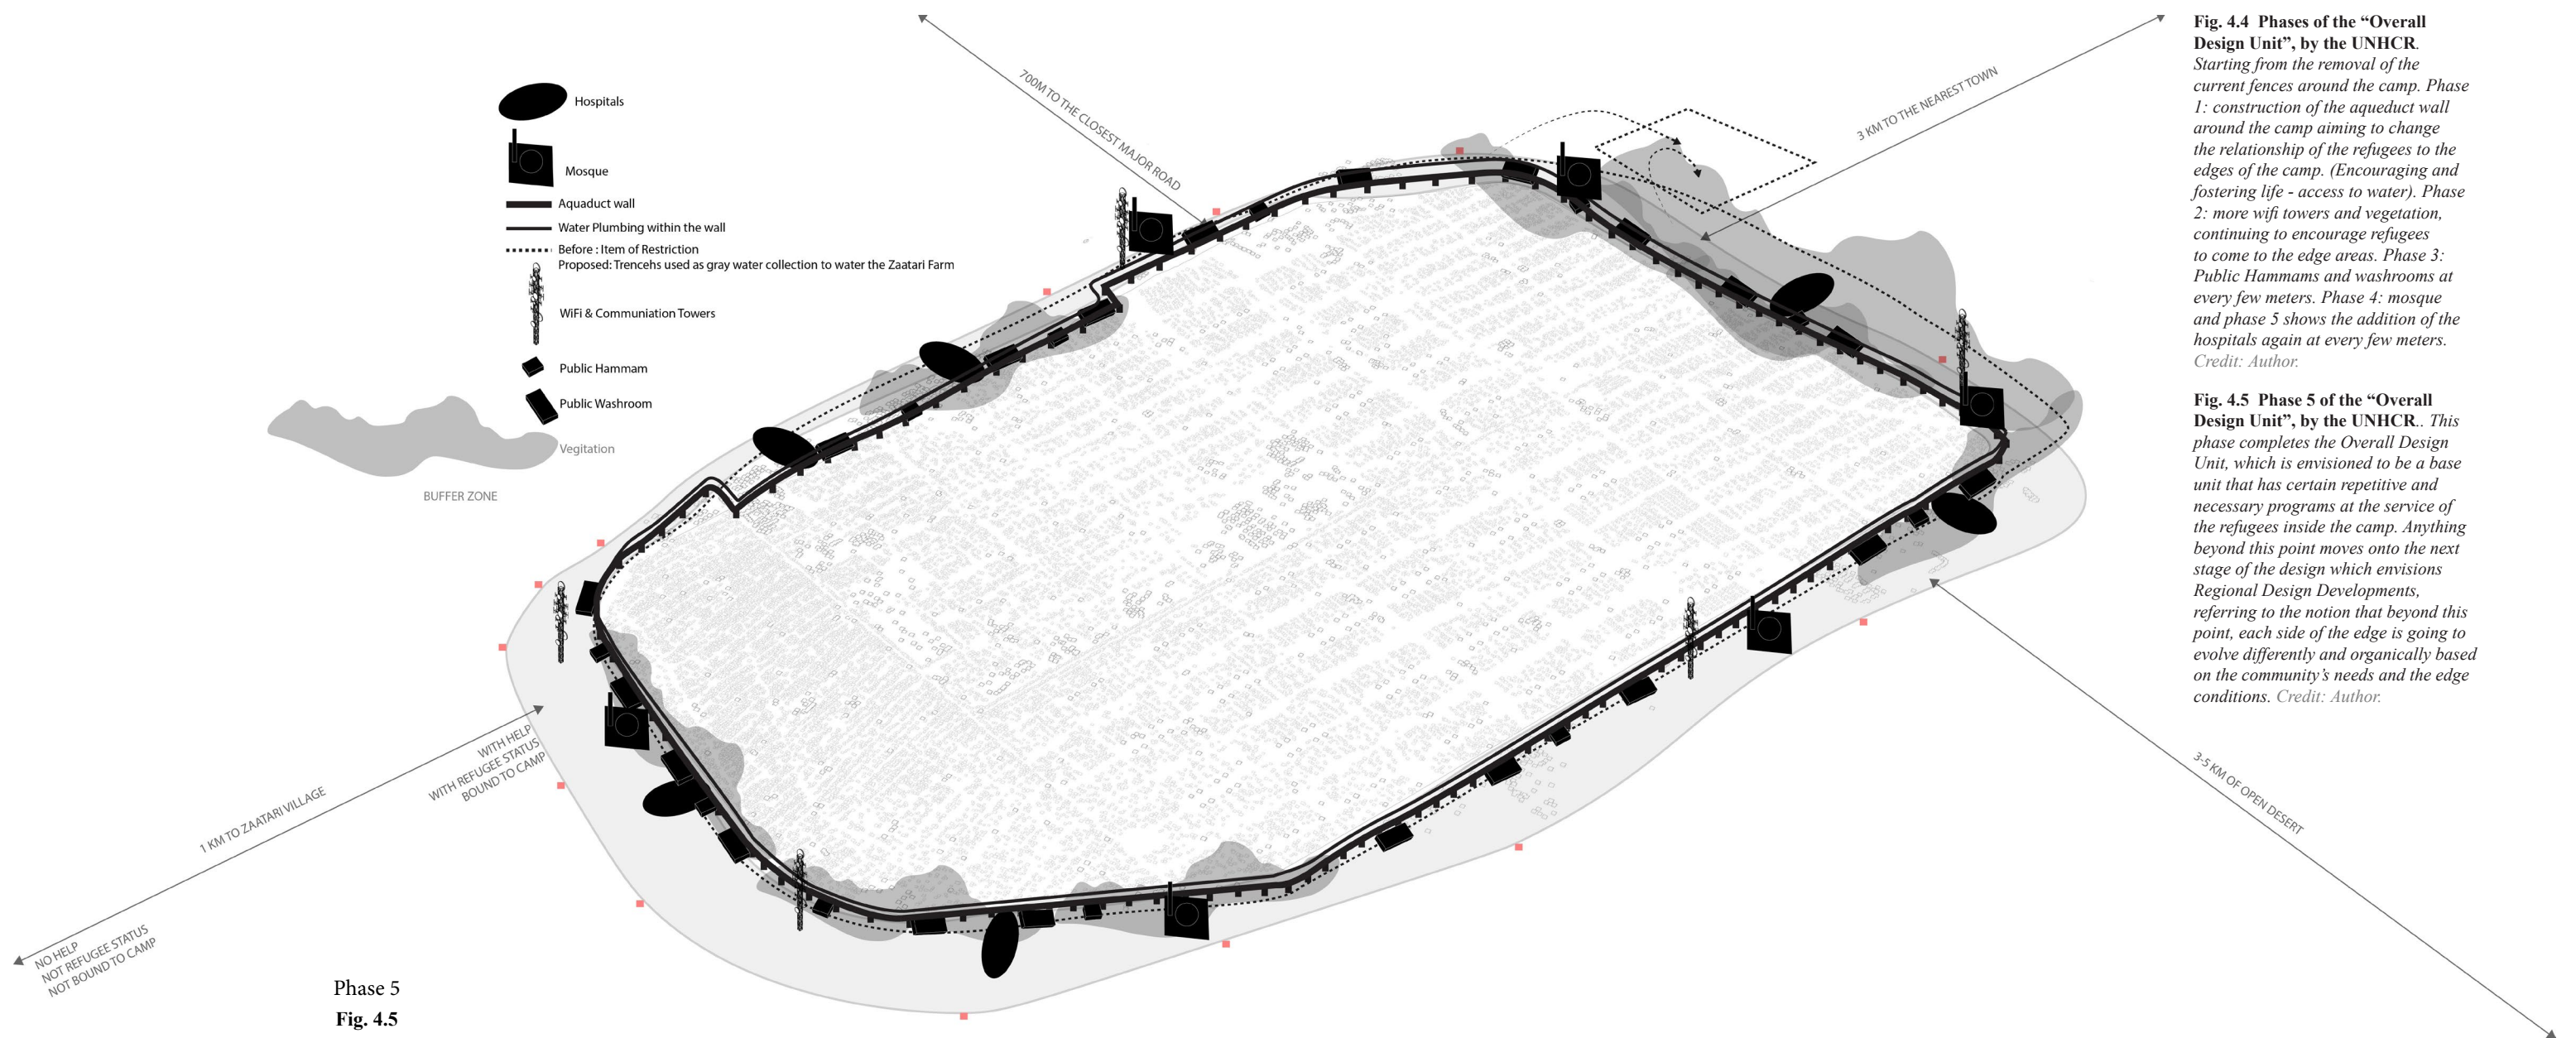 700M TO THE CLOSEST MAJOR ROAD
3 KM TO THE NEAREST TOWN
Hospitals
Mosque
Aquaduct wall
Water Plumbing within the wall
Before : Item of Restriction
Proposed: Trencehs used as gray water collection to water the Zaatari Farm
WiFi & Communiation Towers
Public Hammam
Public Washroom
Vegitation
BUFFER ZONE
WITH HELP
WITH REFUGEE STATUS
BOUND TO CAMP
1 KM TO ZAATARI VILLAGE
NO HELP
NOT REFUGEE STATUS
NOT BOUND TO CAMP
3-5 KM OF OPEN DESERT
Phase 5
Fig. 4.5
Fig. 4.4 Phases of the “Overall
Design Unit”, by the UNHCR.
Starting from the removal of the
current fences around the camp. Phase
1: construction of the aqueduct wall
around the camp aiming to change
the relationship of the refugees to the
edges of the camp. (Encouraging and
fostering life - access to water). Phase
2: more wifi towers and vegetation,
continuing to encourage refugees
to come to the edge areas. Phase 3:
Public Hammams and washrooms at
every few meters. Phase 4: mosque
and phase 5 shows the addition of the
hospitals again at every few meters.
Credit: Author.
Fig. 4.5 Phase 5 of the “Overall
Design Unit”, by the UNHCR.. This
phase completes the Overall Design
Unit, which is envisioned to be a base
unit that has certain repetitive and
necessary programs at the service of
the refugees inside the camp. Anything
beyond this point moves onto the next
stage of the design which envisions
Regional Design Developments,
referring to the notion that beyond this
point, each side of the edge is going to
evolve differently and organically based
on the community’s needs and the edge
conditions. Credit: Author.